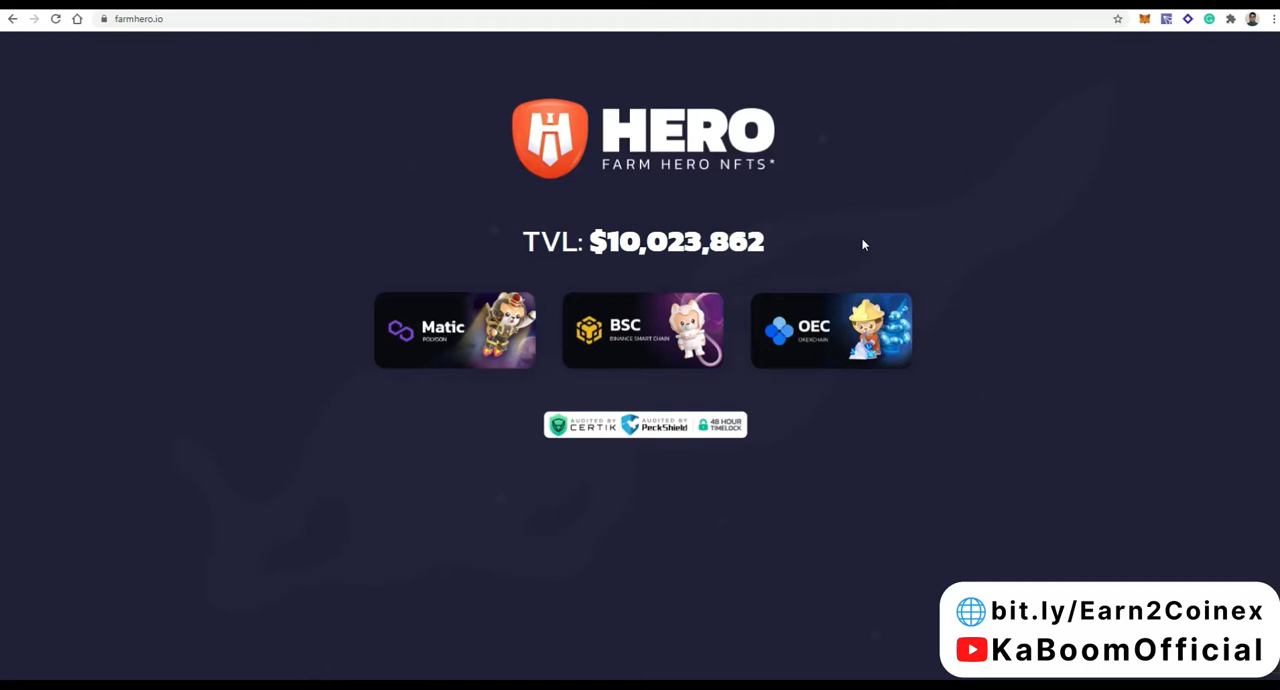 farmhero.io
HERO
FARM HERO NFTS*
TVL: $10,023,862
Matic
POLYGON
BSC
BINANCE SMART CHAIN
OEC
OKEXCHAIN
AUDITED BY
CERTIK
AUDITED BY
PeckShield
48 HOUR
TIMELOCK
bit.ly/Earn2Coinex
KaBoomOfficial